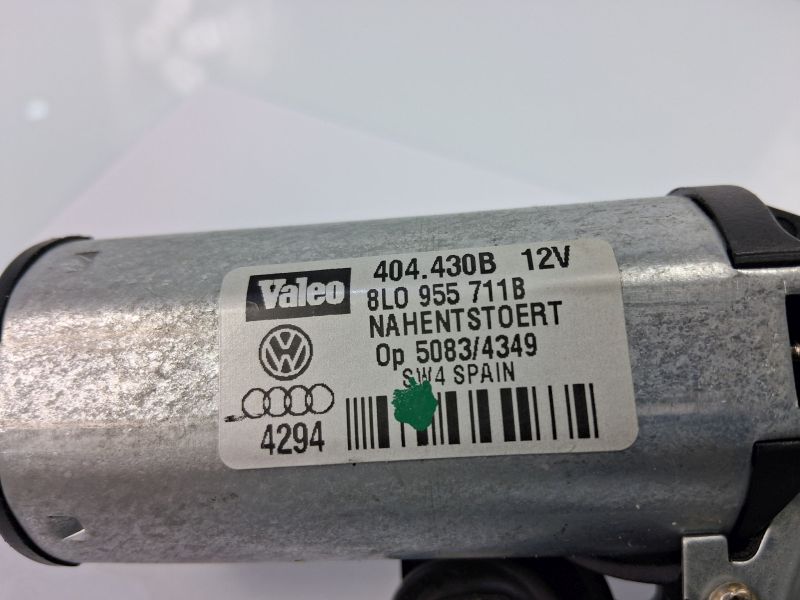 Valeo
404.430B 12V
8L0 955 711B
NAHENTSTOERT
Op 5083/4349
SW4 SPAIN
4294